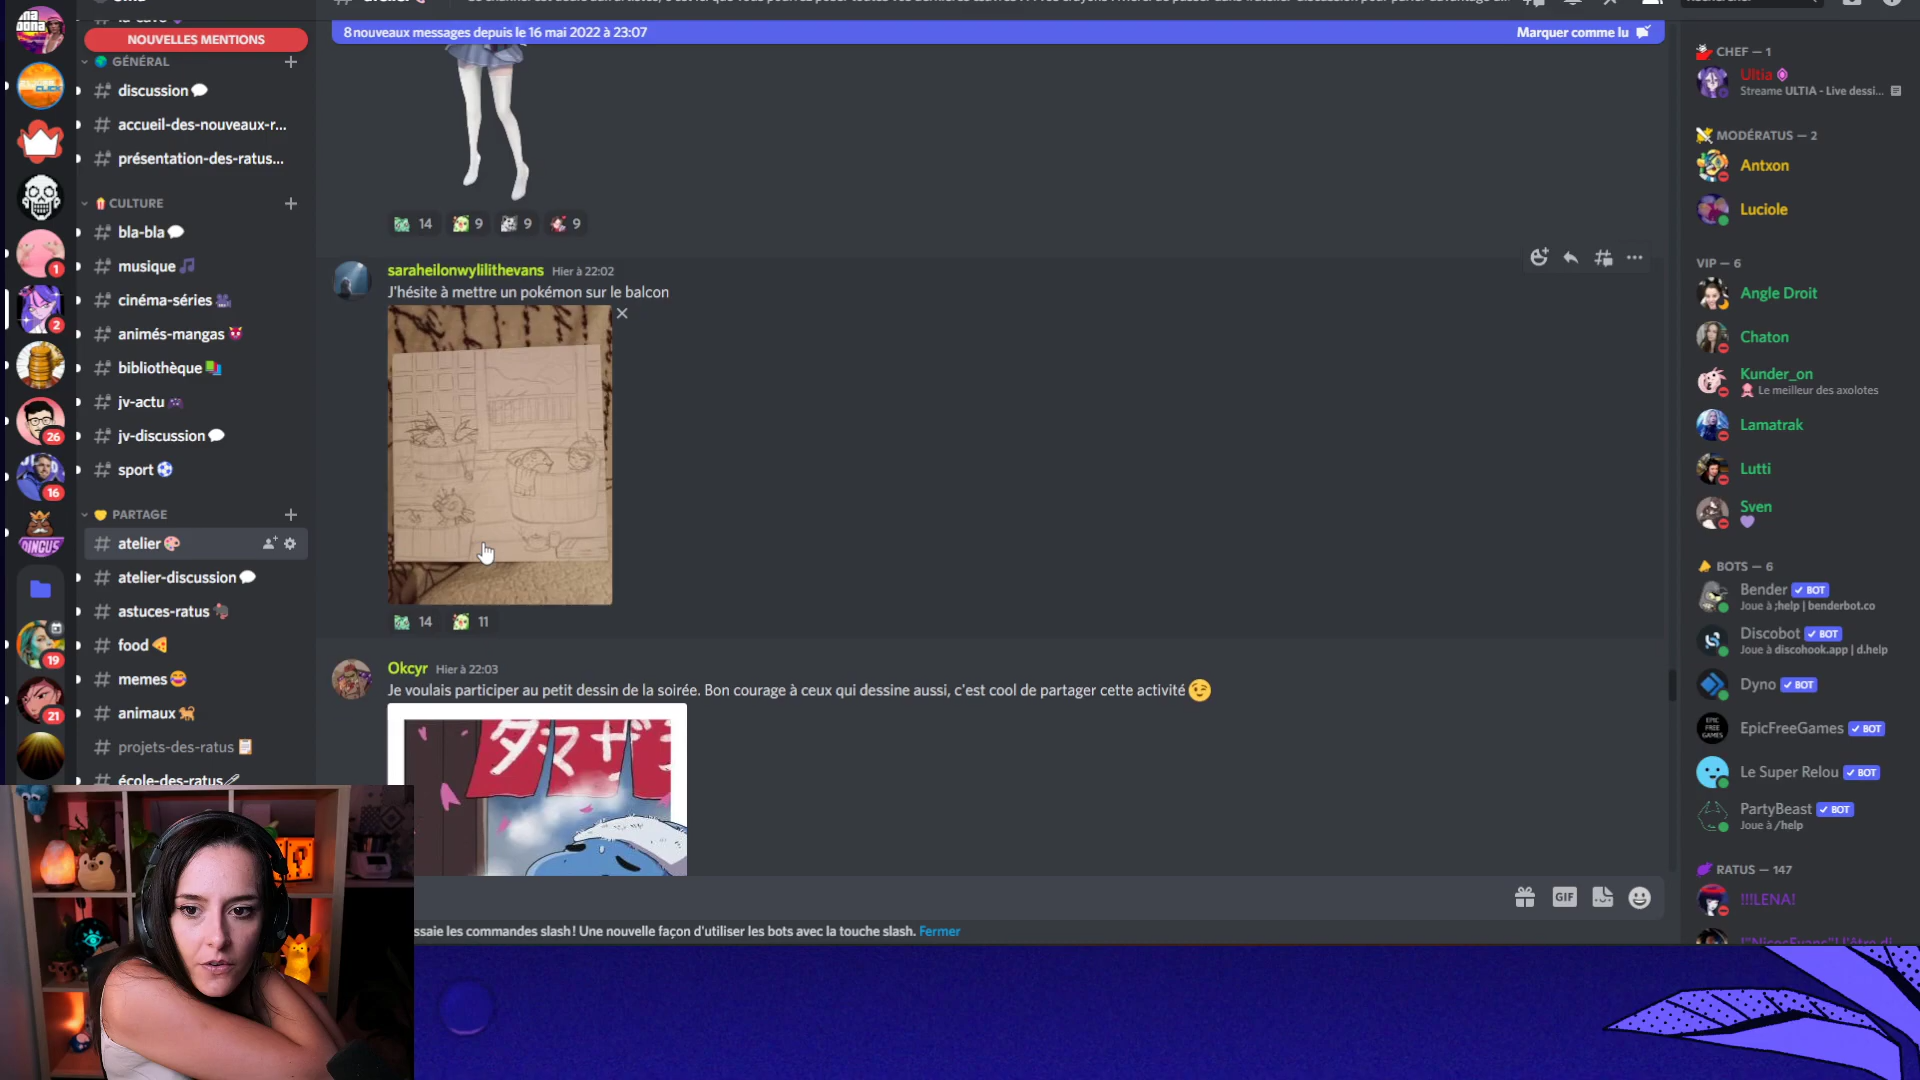 NOUVELLES MENTIONS
GÉNÉRAL
discussion
accueil-des-nouveaux-r...
présentation-des-ratus...
CULTURE
bla-bla
musique
cinéma-séries
animés-mangas
bibliothèque
jv-actu
jv-discussion
sport
PARTAGE
atelier
atelier-discussion
astuces-ratus
food
memes
animaux
projets-des-ratus
école-des-ratus
1
2
26
16
DINGUS
19
21
8 nouveaux messages depuis le 16 mai 2022 à 23:07
Marquer comme lu
14
9
9
9
saraheilonwylilithevans Hier à 22:02
J'hésite à mettre un pokémon sur le balcon
14
11
Okcyr Hier à 22:03
Je voulais participer au petit dessin de la soirée. Bon courage à ceux qui dessine aussi, c'est cool de partager cette activité
GIF
ssaie les commandes slash ! Une nouvelle façon d'utiliser les bots avec la touche slash. Fermer
CHEF — 1
Ultia
Streame ULTIA - Live dessi...
MODÉRATUS — 2
Antxon
Luciole
VIP — 6
Angle Droit
Chaton
Kunder_on
Le meilleur des axolotes
Lamatrak
Lutti
Sven
BOTS — 6
Bender BOT
Joue à ;help | benderbot.co
Discobot BOT
Joue à discohook.app | d.help
Dyno BOT
EPIC FREE GAMES
EpicFreeGames BOT
Le Super Relou BOT
PartyBeast BOT
Joue à /help
RATUS — 147
!!!LENA!